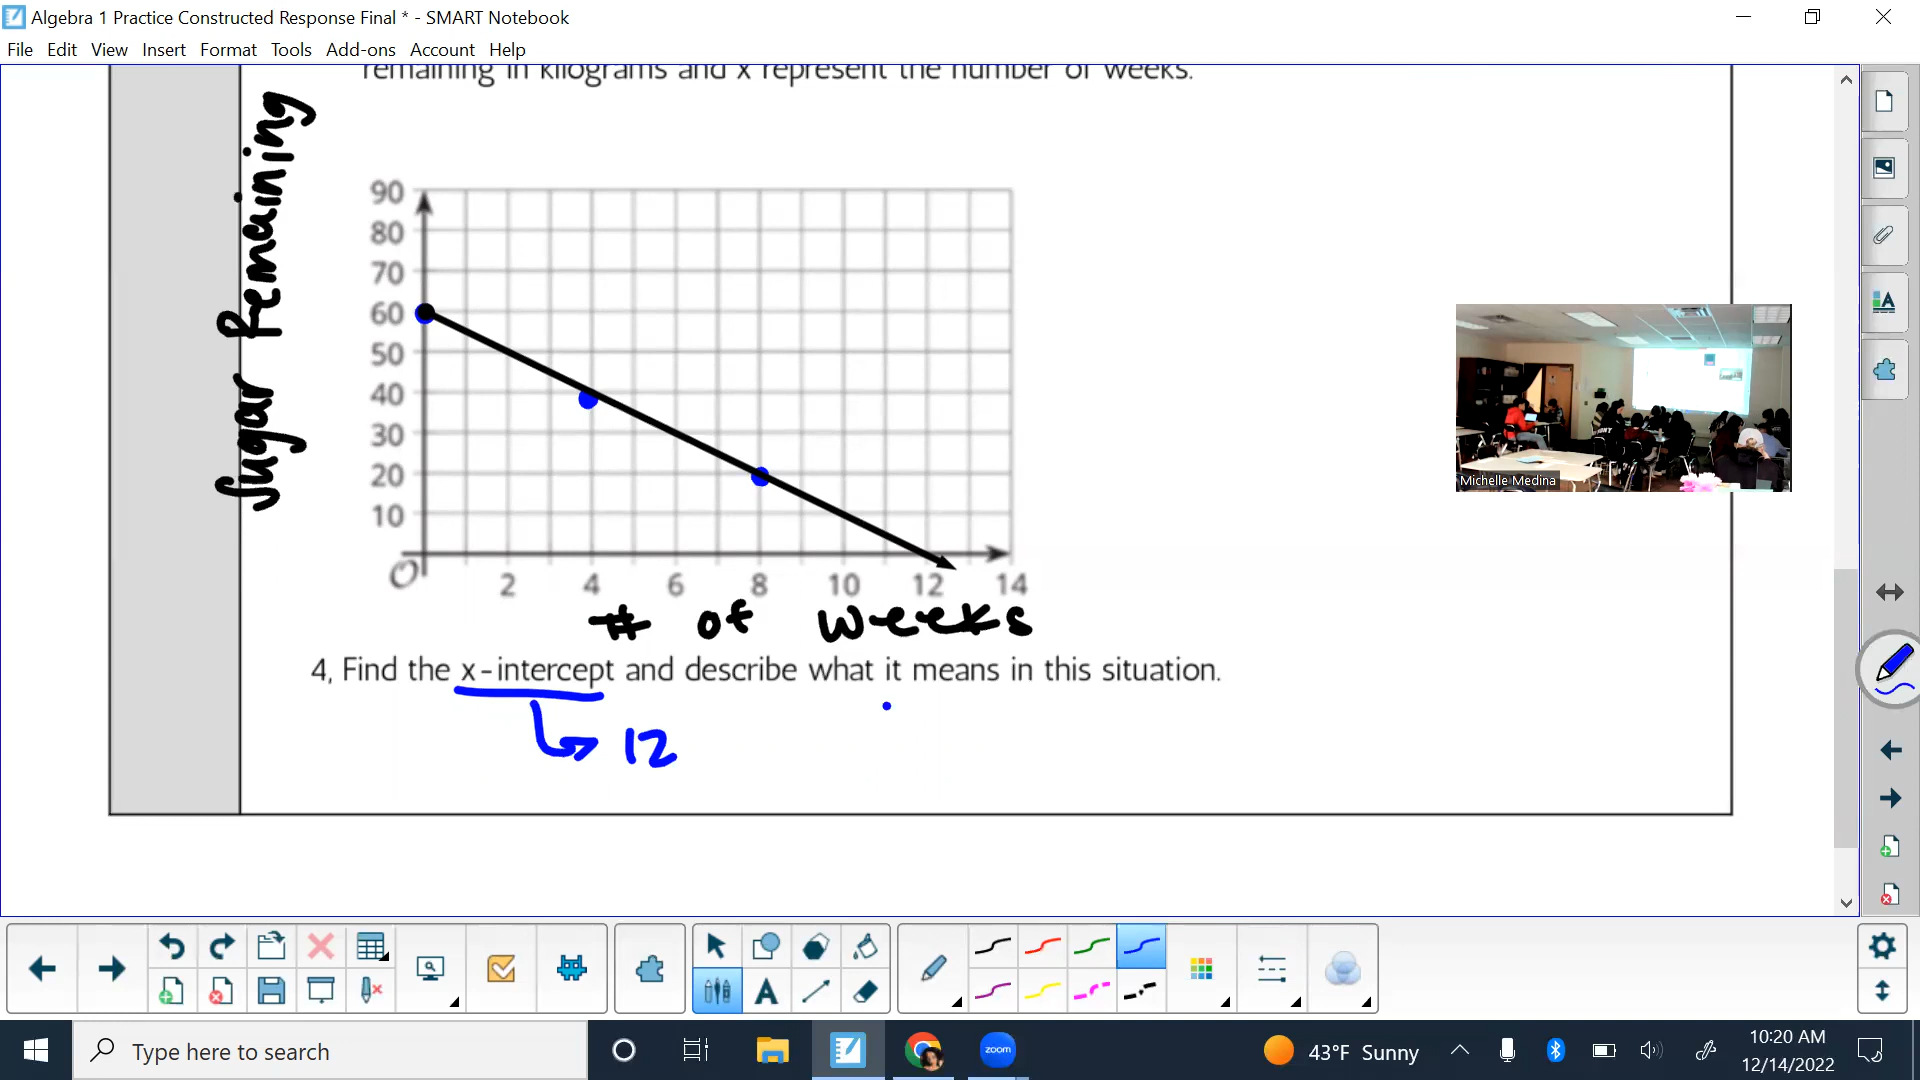 Algebra 1 Practice Constructed Response Final * - SMART Notebook
File Edit View Insert Format Tools Add-ons Account Help
remaining in kilograms and x represent the number of weeks.
Sugar Remaining
90
80
70
60
50
40
30
20
10
O 2 4 6 8 10 12 14
# of weeks
4, Find the x-intercept and describe what it means in this situation.
12
Michelle Medina
Type here to search
zoom
43°F Sunny
10:20 AM
12/14/2022